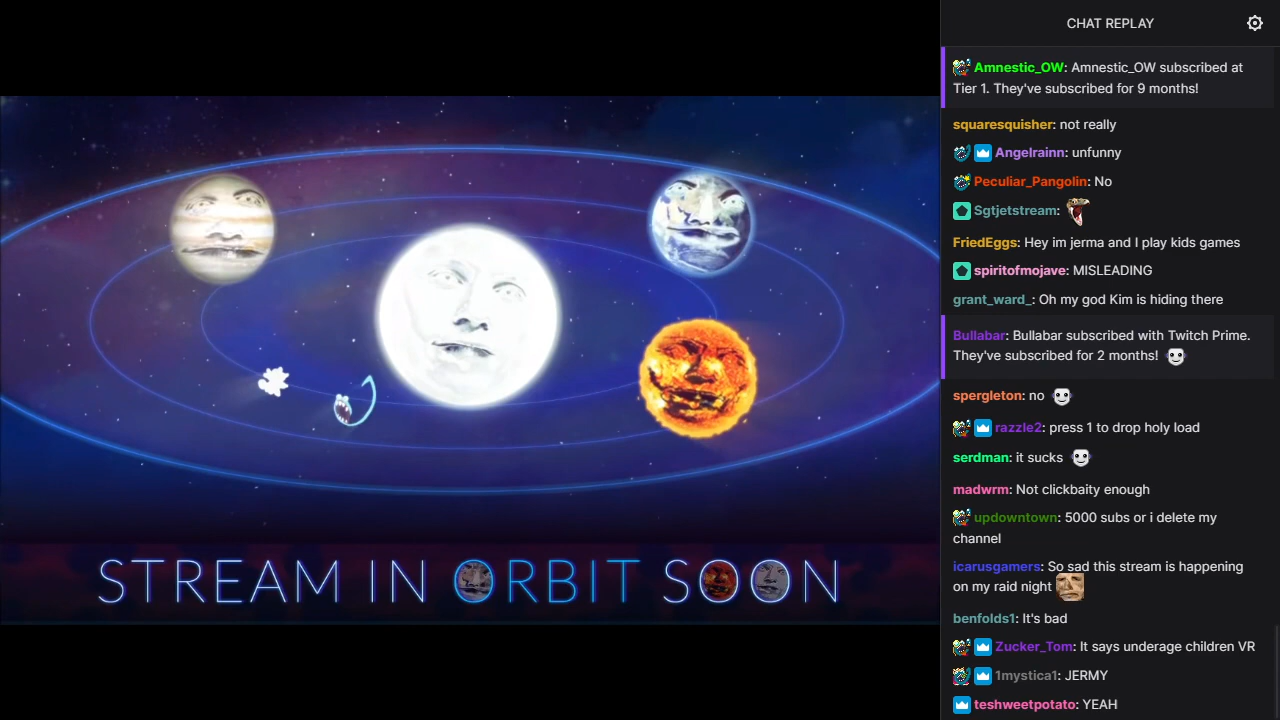 CHAT REPLAY
Amnestic_OW: Amnestic_OW subscribed at
Tier 1. They've subscribed for 9 months!
squaresquisher: not really
Angelrainn: unfunny
Peculiar_Pangolin: No
Sgtjetstream:
FriedEggs: Hey im jerma and I play kids games
spiritofmojave: MISLEADING
grant_ward_: Oh my god Kim is hiding there
Bullabar: Bullabar subscribed with Twitch Prime.
They've subscribed for 2 months!
spergleton: no
razzle2: press 1 to drop holy load
serdman: it sucks
madwrm: Not clickbaity enough
updowntown: 5000 subs or i delete my
channel
icarusgamers: So sad this stream is happening
on my raid night
benfolds1: It's bad
Zucker_Tom: It says underage children VR
1mystica1: JERMY
teshweetpotato: YEAH
STREAM IN ORBIT SOON